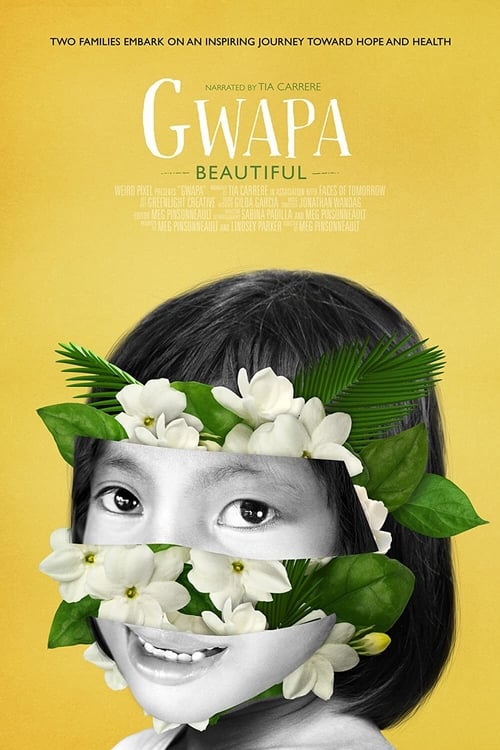 TWO FAMILIES EMBARK ON AN INSPIRING JOURNEY TOWARD HOPE AND HEALTH
NARRATED BY TIA CARRERE
GWAPA
BEAUTIFUL
WEIRD PIXEL PRESENTS "GWAPA" TIA CARRERE IN ASSOCIATION WITH FACES OF TOMORROW
GREENLIGHT CREATIVE GILDA GARCIA JONATHAN WANDAG
EDITOR MEG PINSONNEAULT SABINA PADILLA AND MEG PINSONNEAULT
MEG PINSONNEAULT AND LINDSEY PARKER MEG PINSONNEAULT